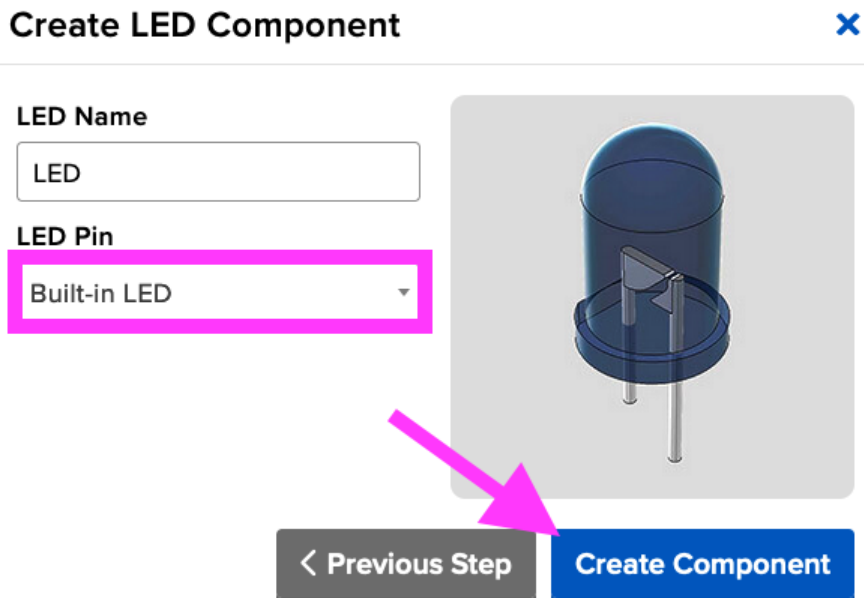 Create LED Component
LED Name
LED
LED Pin
Built-in LED
Previous Step
Create Component